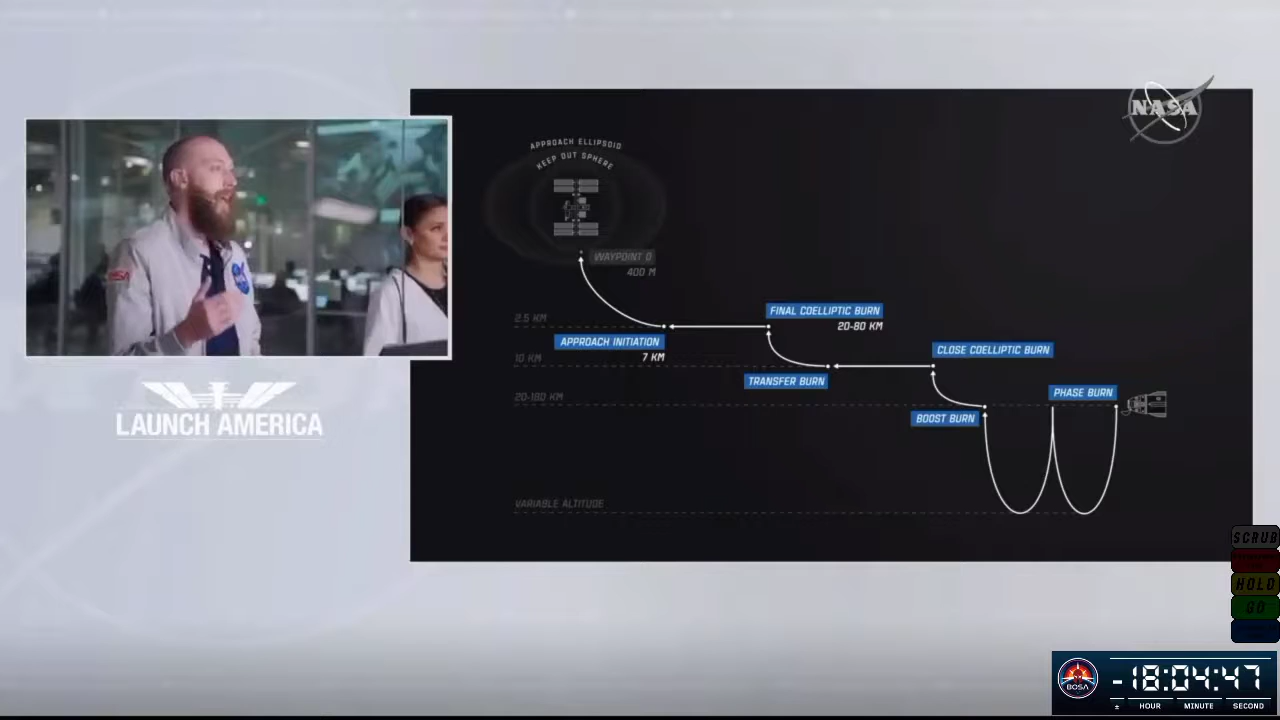 NASA
APPROACH ELLIPSOID
KEEP OUT SPHERE
WAYPOINT 0
400 M
2.5 KM
FINAL COELLIPTIC BURN
20-80 KM
APPROACH INITIATION
7 KM
10 KM
CLOSE COELLIPTIC BURN
TRANSFER BURN
20-180 KM
PHASE BURN
BOOST BURN
VARIABLE ALTITUDE
LAUNCH AMERICA
SCRUB
HOLD
GO
BOSA
-18:04:47
± HOUR MINUTE SECOND